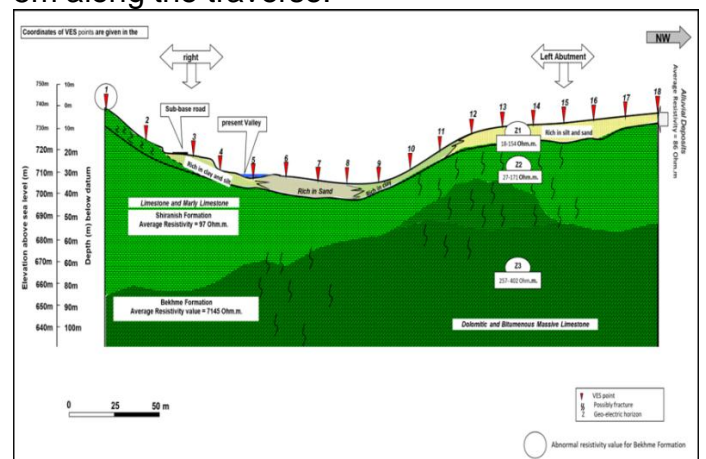 em along the traverse.
Coordinates of VES points are given in the
NW
right
Left Abutment
Alluvial Deposits
Average Resistivity = 86 Ohm.m.
750m
740m
730m
720m
710m
700m
690m
680m
670m
660m
650m
640m
Elevation above sea level (m)
10m
0m
10m
20m
30m
40m
50m
60m
60m
70m
80m
90m
100m
Depth (m) below datum
1
2
3
4
5
6
7
8
9
10
11
12
13
14
15
16
17
18
Sub-base road
present Valley
Rich in clay and silt
Rich in Sand
Rich in clay
Rich in silt and sand
Z1
18-154 Ohm.m.
Z2
27-171 Ohm.m.
Z3
257-402 Ohm.m.
Limestone and Marly Limestone
Shiranish Formation
Average Resistivity = 97 Ohm.m.
Bekhme Formation
Average Resistivity value = 7145 Ohm.m.
Dolomitic and Bitumenous Massive Limestone
0 25 50 m
VES point
Possibly fracture
Z Geo-electric horizon
Abnormal resistivity value for Bekhme Formation